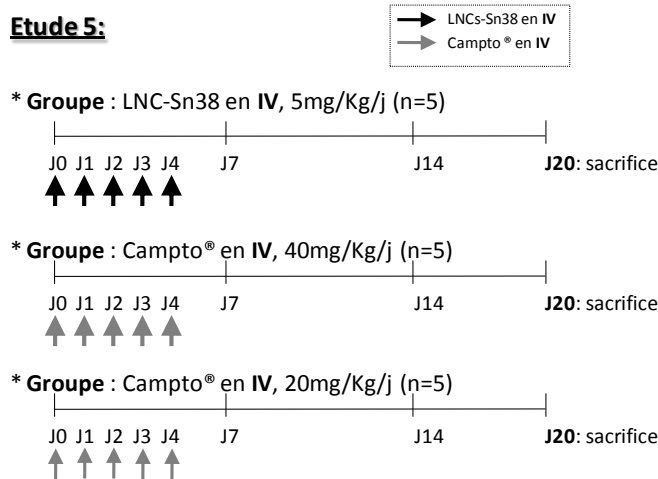 Etude 5:
LNCs-Sn38 en IV
Campto ® en IV
* Groupe : LNC-Sn38 en IV, 5mg/Kg/j (n=5)
J0 J1 J2 J3 J4 J7 J14 J20: sacrifice
* Groupe : Campto® en IV, 40mg/Kg/j (n=5)
J0 J1 J2 J3 J4 J7 J14 J20: sacrifice
* Groupe : Campto® en IV, 20mg/Kg/j (n=5)
J0 J1 J2 J3 J4 J7 J14 J20: sacrifice